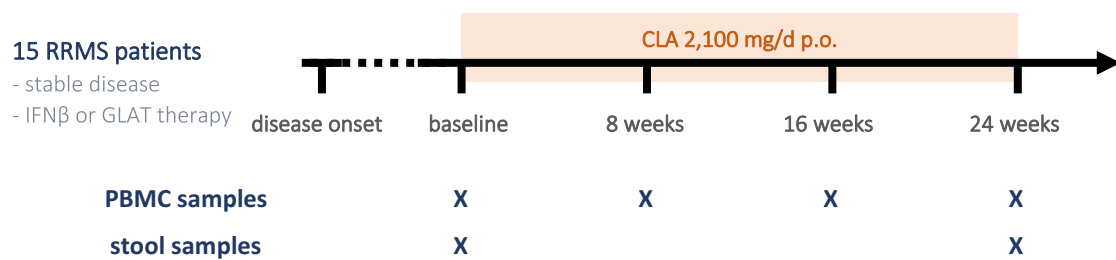 CLA 2,100 mg/d p.o.
15 RRMS patients
- stable disease
- IFNβ or GLAT therapy
disease onset baseline 8 weeks 16 weeks 24 weeks
PBMC samples X X X X
stool samples X X